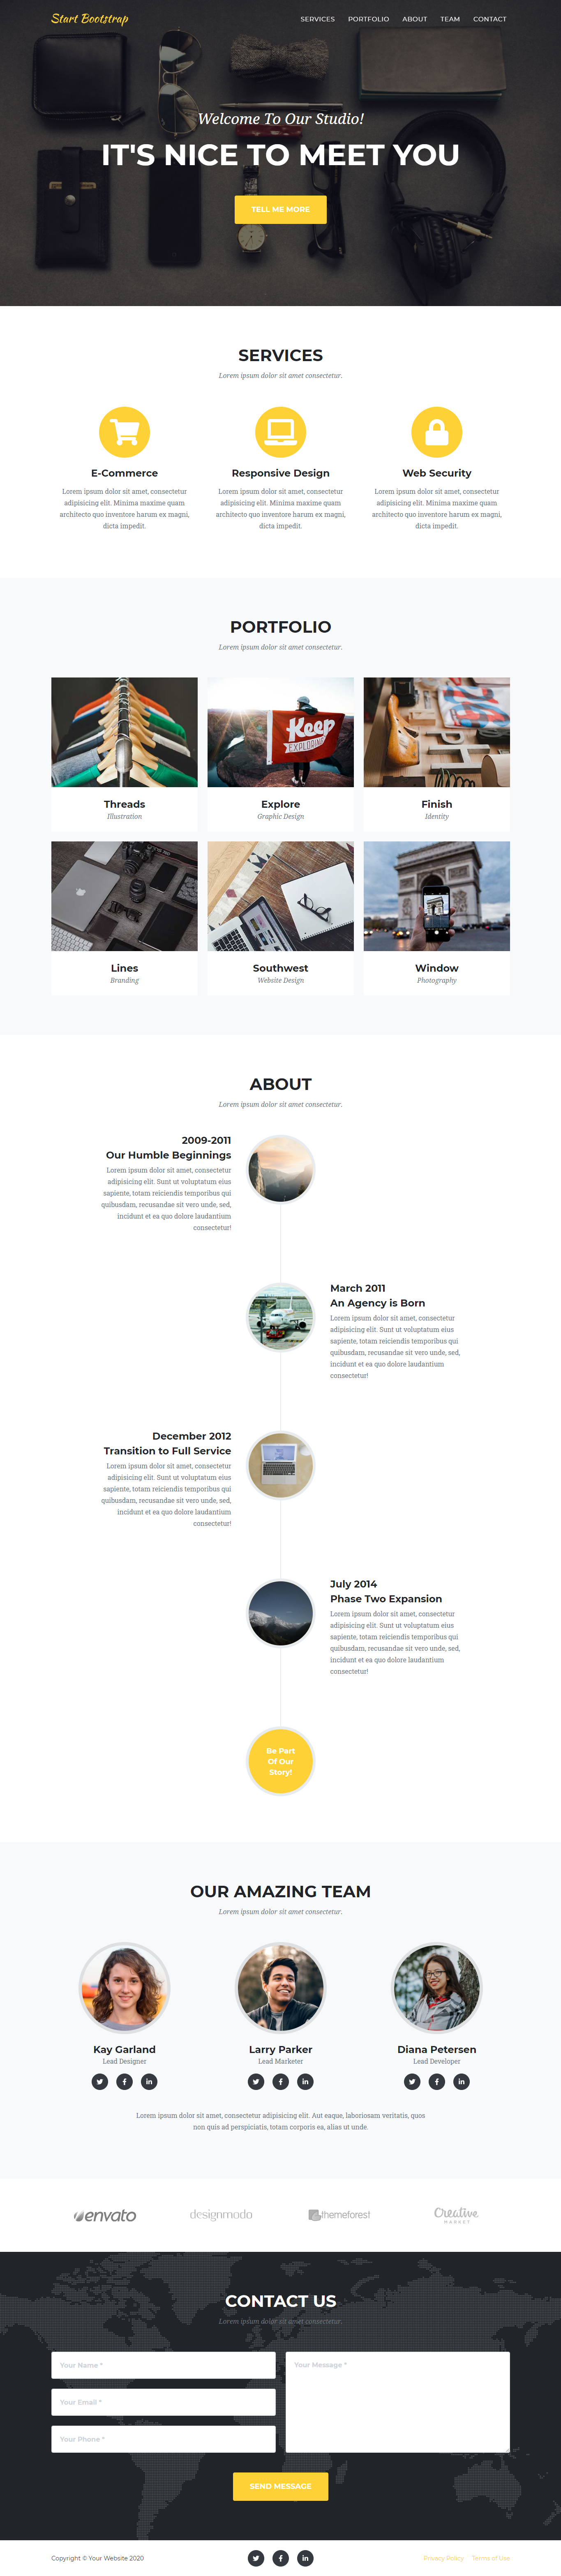 Start Bootstrap
SERVICES PORTFOLIO ABOUT TEAM CONTACT
Welcome To Our Studio!
IT'S NICE TO MEET YOU
TELL ME MORE
SERVICES
Lorem ipsum dolor sit amet consectetur.
E-Commerce
Lorem ipsum dolor sit amet, consectetur
adipisicing elit. Minima maxime quam
architecto quo inventore harum ex magni,
dicta impedit.
Responsive Design
Lorem ipsum dolor sit amet, consectetur
adipisicing elit. Minima maxime quam
architecto quo inventore harum ex magni,
dicta impedit.
Web Security
Lorem ipsum dolor sit amet, consectetur
adipisicing elit. Minima maxime quam
architecto quo inventore harum ex magni,
dicta impedit.
PORTFOLIO
Lorem ipsum dolor sit amet consectetur.
Keep
EXPLORING
Threads
Illustration
Explore
Graphic Design
Finish
Identity
Lines
Branding
Southwest
Website Design
Window
Photography
ABOUT
Lorem ipsum dolor sit amet consectetur.
2009-2011
Our Humble Beginnings
Lorem ipsum dolor sit amet, consectetur
adipisicing elit. Sunt ut voluptatum eius
sapiente, totam reiciendis temporibus qui
quibusdam, recusandae sit vero unde, sed,
incidunt et ea quo dolore laudantium
consectetur!
March 2011
An Agency is Born
Lorem ipsum dolor sit amet, consectetur
adipisicing elit. Sunt ut voluptatum eius
sapiente, totam reiciendis temporibus qui
quibusdam, recusandae sit vero unde, sed,
incidunt et ea quo dolore laudantium
consectetur!
December 2012
Transition to Full Service
Lorem ipsum dolor sit amet, consectetur
adipisicing elit. Sunt ut voluptatum eius
sapiente, totam reiciendis temporibus qui
quibusdam, recusandae sit vero unde, sed,
incidunt et ea quo dolore laudantium
consectetur!
July 2014
Phase Two Expansion
Lorem ipsum dolor sit amet, consectetur
adipisicing elit. Sunt ut voluptatum eius
sapiente, totam reiciendis temporibus qui
quibusdam, recusandae sit vero unde, sed,
incidunt et ea quo dolore laudantium
consectetur!
Be Part
Of Our
Story!
OUR AMAZING TEAM
Lorem ipsum dolor sit amet consectetur.
Kay Garland
Lead Designer
Larry Parker
Lead Marketer
Diana Petersen
Lead Developer
Lorem ipsum dolor sit amet, consectetur adipisicing elit. Aut eaque, laboriosam veritatis, quos
non quis ad perspiciatis, totam corporis ea, alias ut unde.
envato
designmodo
themeforest
Creative
MARKET
CONTACT US
Lorem ipsum dolor sit amet consectetur.
Your Name *
Your Email *
Your Phone *
Your Message *
SEND MESSAGE
Copyright © Your Website 2020
Privacy Policy Terms of Use